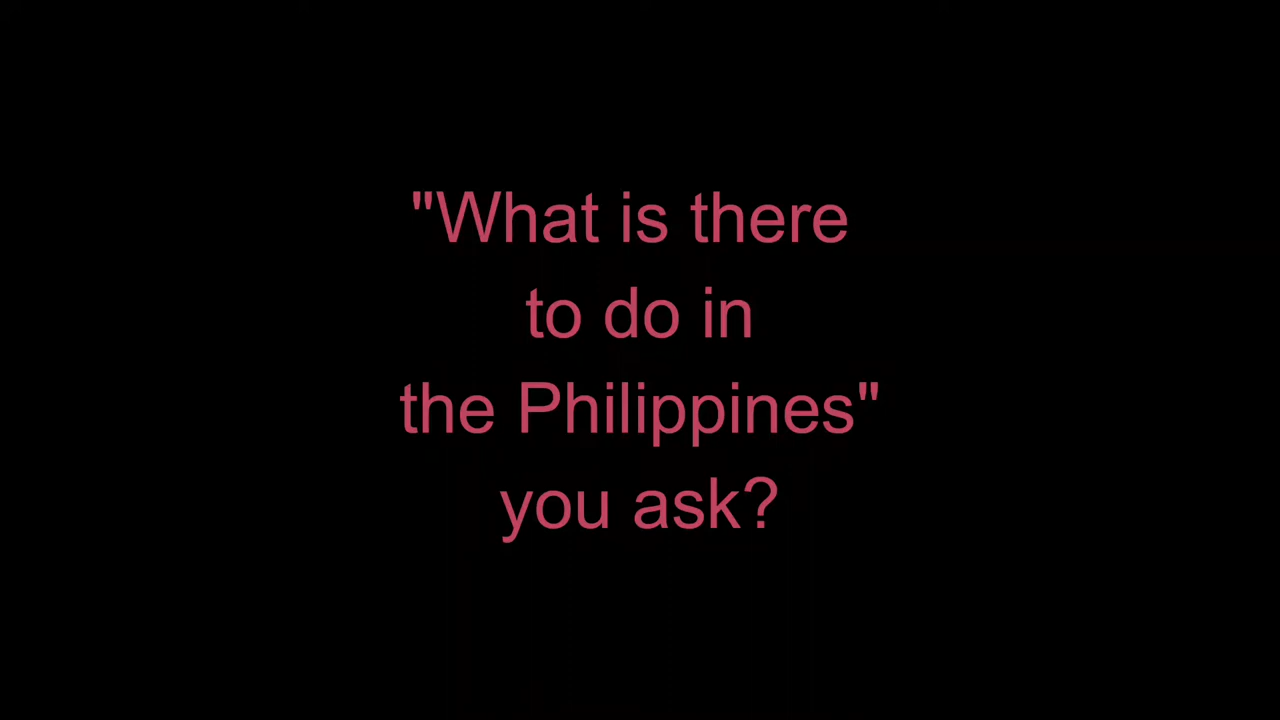 "What is there
to do in
the Philippines"
you ask?